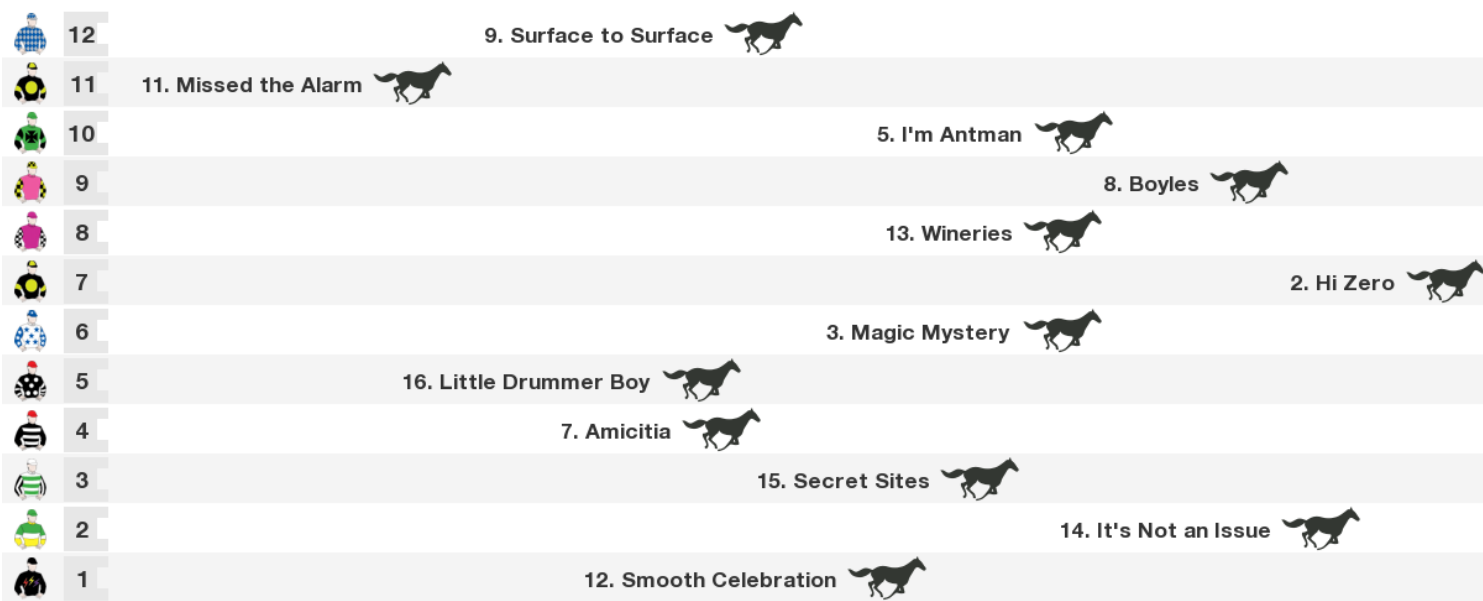 12 9. Surface to Surface
11 11. Missed the Alarm
10 5. I'm Antman
9 8. Boyles
8 13. Wineries
7 2. Hi Zero
6 3. Magic Mystery
5 16. Little Drummer Boy
4 7. Amicitia
3 15. Secret Sites
2 14. It's Not an Issue
1 12. Smooth Celebration